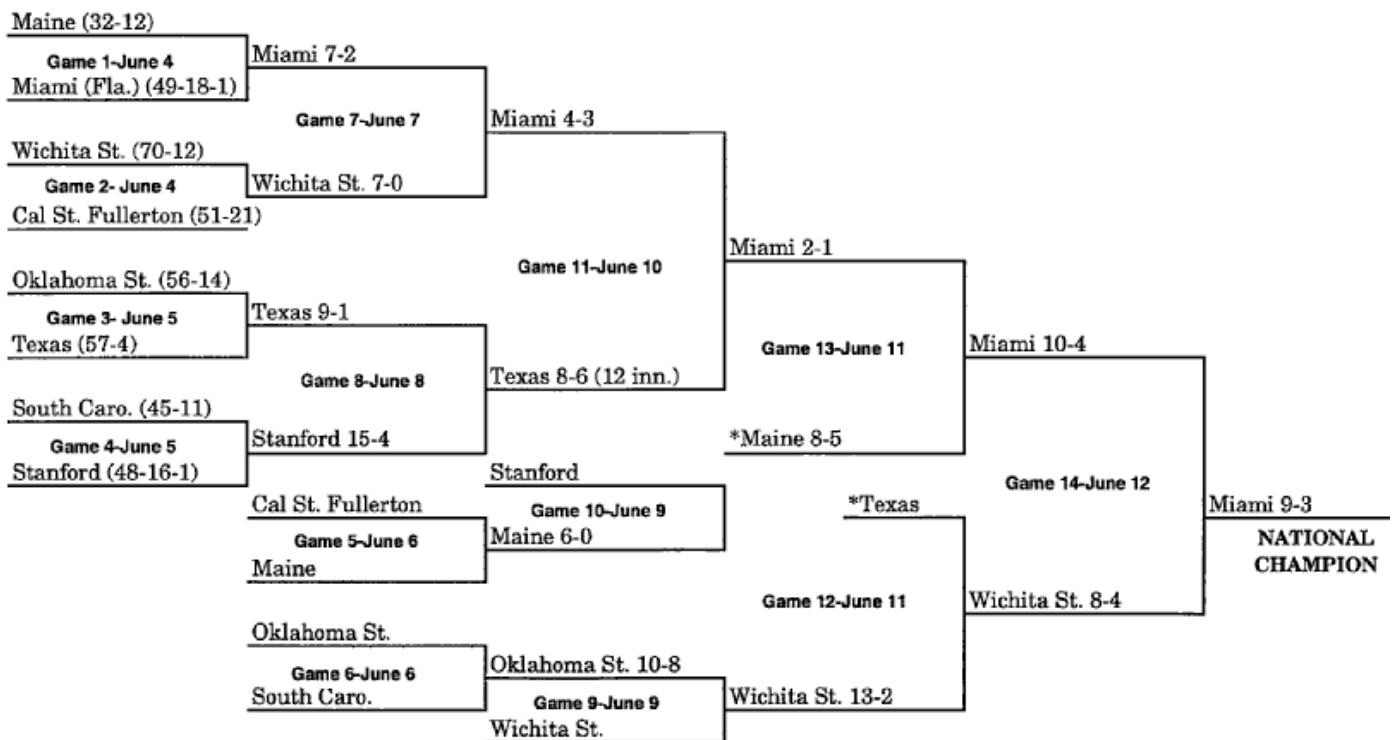 Maine (32-12)
Game 1-June 4
Miami (Fla.) (49-18-1)
Miami 7-2
Game 7-June 7
Wichita St. (70-12)
Game 2- June 4
Cal St. Fullerton (51-21)
Wichita St. 7-0
Miami 4-3
Game 11-June 10
Oklahoma St. (56-14)
Game 3- June 5
Texas (57-4)
Texas 9-1
Game 8-June 8
South Caro. (45-11)
Game 4-June 5
Stanford (48-16-1)
Stanford 15-4
Texas 8-6 (12 inn.)
Miami 2-1
Game 13-June 11
*Maine 8-5
Miami 10-4
Stanford
Game 10-June 9
Cal St. Fullerton
Game 5-June 6
Maine
Maine 6-0
Game 14-June 12
*Texas
Game 12-June 11
Oklahoma St.
Game 6-June 6
South Caro.
Oklahoma St. 10-8
Game 9-June 9
Wichita St.
Wichita St. 13-2
Wichita St. 8-4
Miami 9-3
NATIONAL
CHAMPION